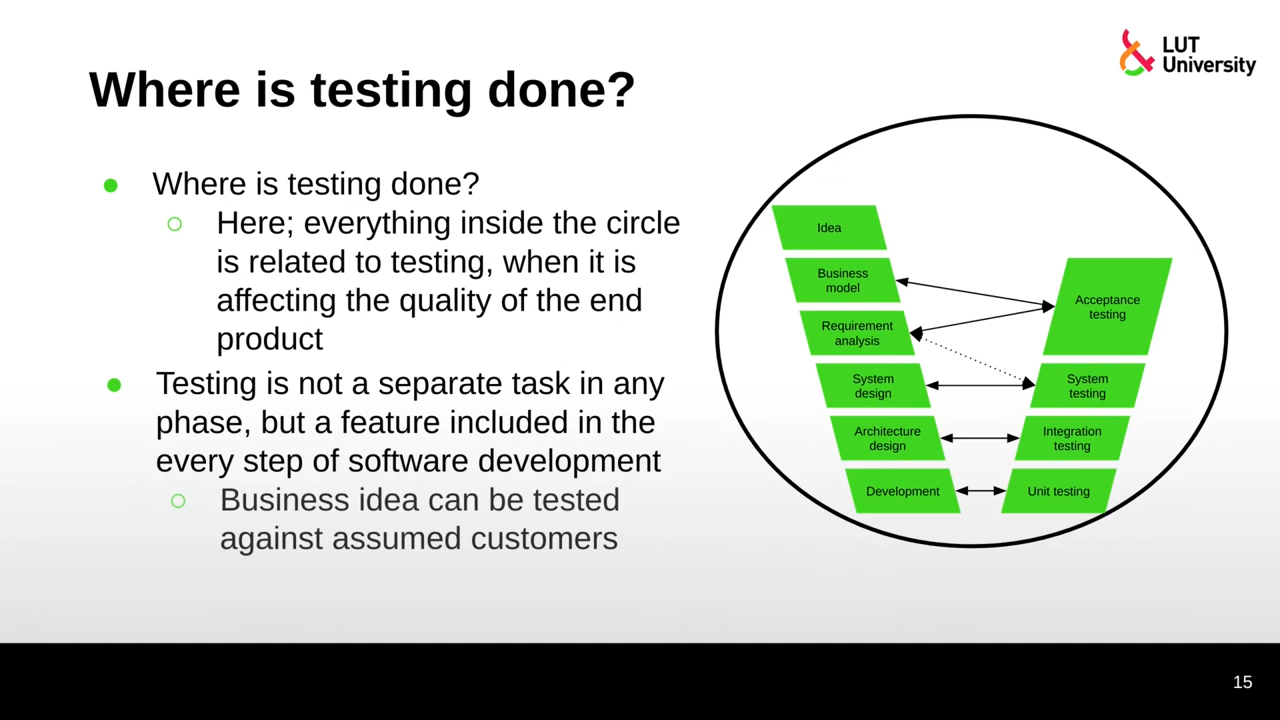 LUT
University
Where is testing done?
● Where is testing done?
○ Here; everything inside the circle
is related to testing, when it is
affecting the quality of the end
product
● Testing is not a separate task in any
phase, but a feature included in the
every step of software development
○ Business idea can be tested
against assumed customers
Idea
Business
model
Requirement
analysis
System
design
Architecture
design
Development
Acceptance
testing
System
testing
Integration
testing
Unit testing
15